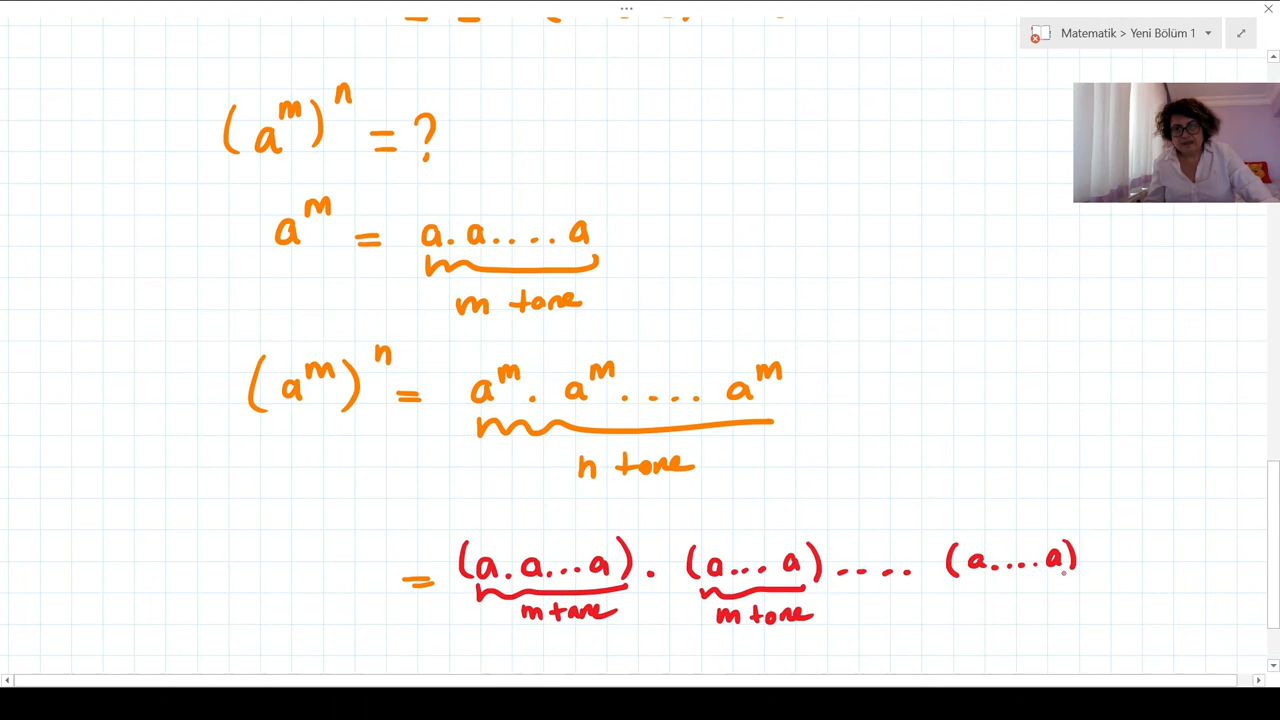 Matematik > Yeni Bölüm 1
(a^m)^n = ?
a^m = a.a....a
m tane
(a^m)^n = a^m. a^m. .... a^m
n tane
= (a.a...a). (a...a). .... (a....a)
m tane m tane